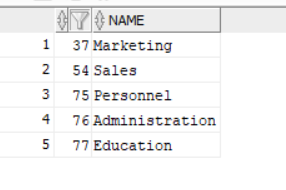 NAME
1 37 Marketing
2 54 Sales
3 75 Personnel
4 76 Administration
5 77 Education